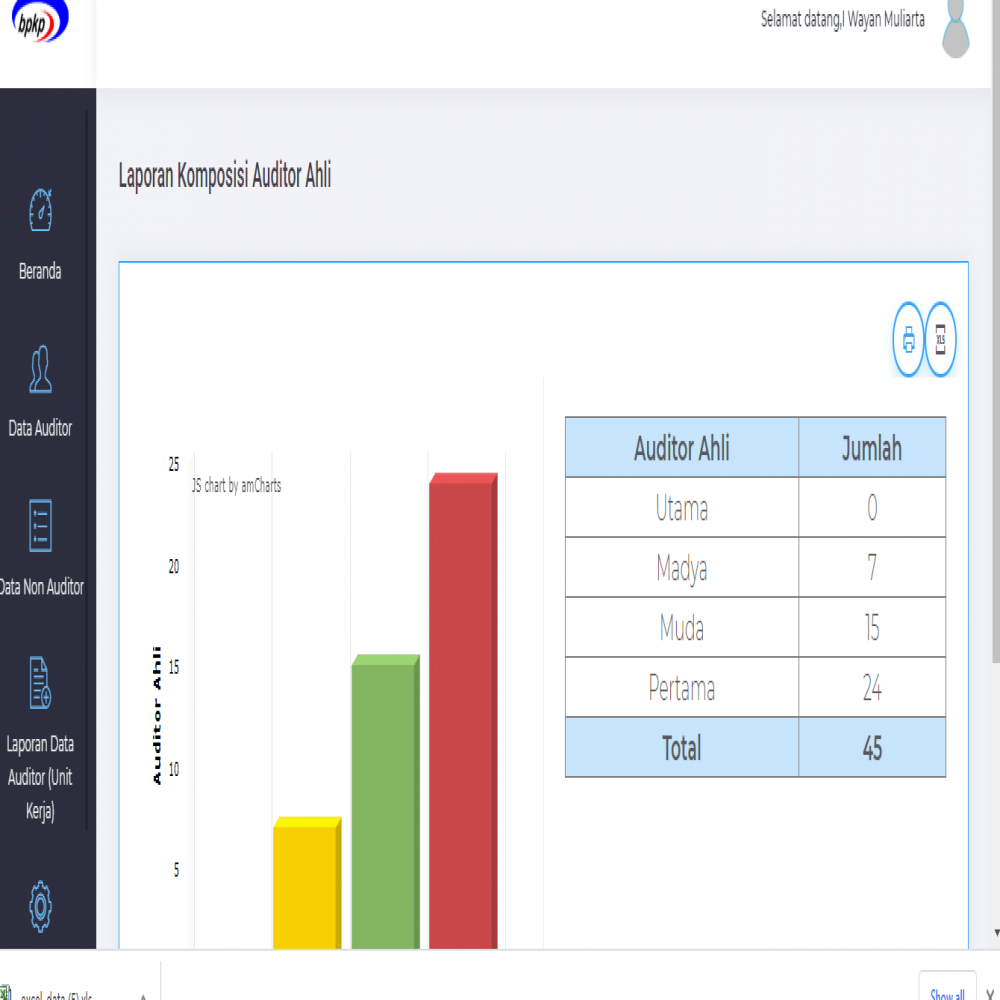 bpkp
Selamat datang,I Wayan Muliarta
Laporan Komposisi Auditor Ahli
Beranda
Data Auditor
Data Non Auditor
Laporan Data
Auditor (Unit
Kerja)
XLS
25
JS chart by amCharts
20
15
10
5
Auditor Ahli
Auditor Ahli Jumlah
Utama 0
Madya 7
Muda 15
Pertama 24
Total 45
excel_data (5).xls
Show all